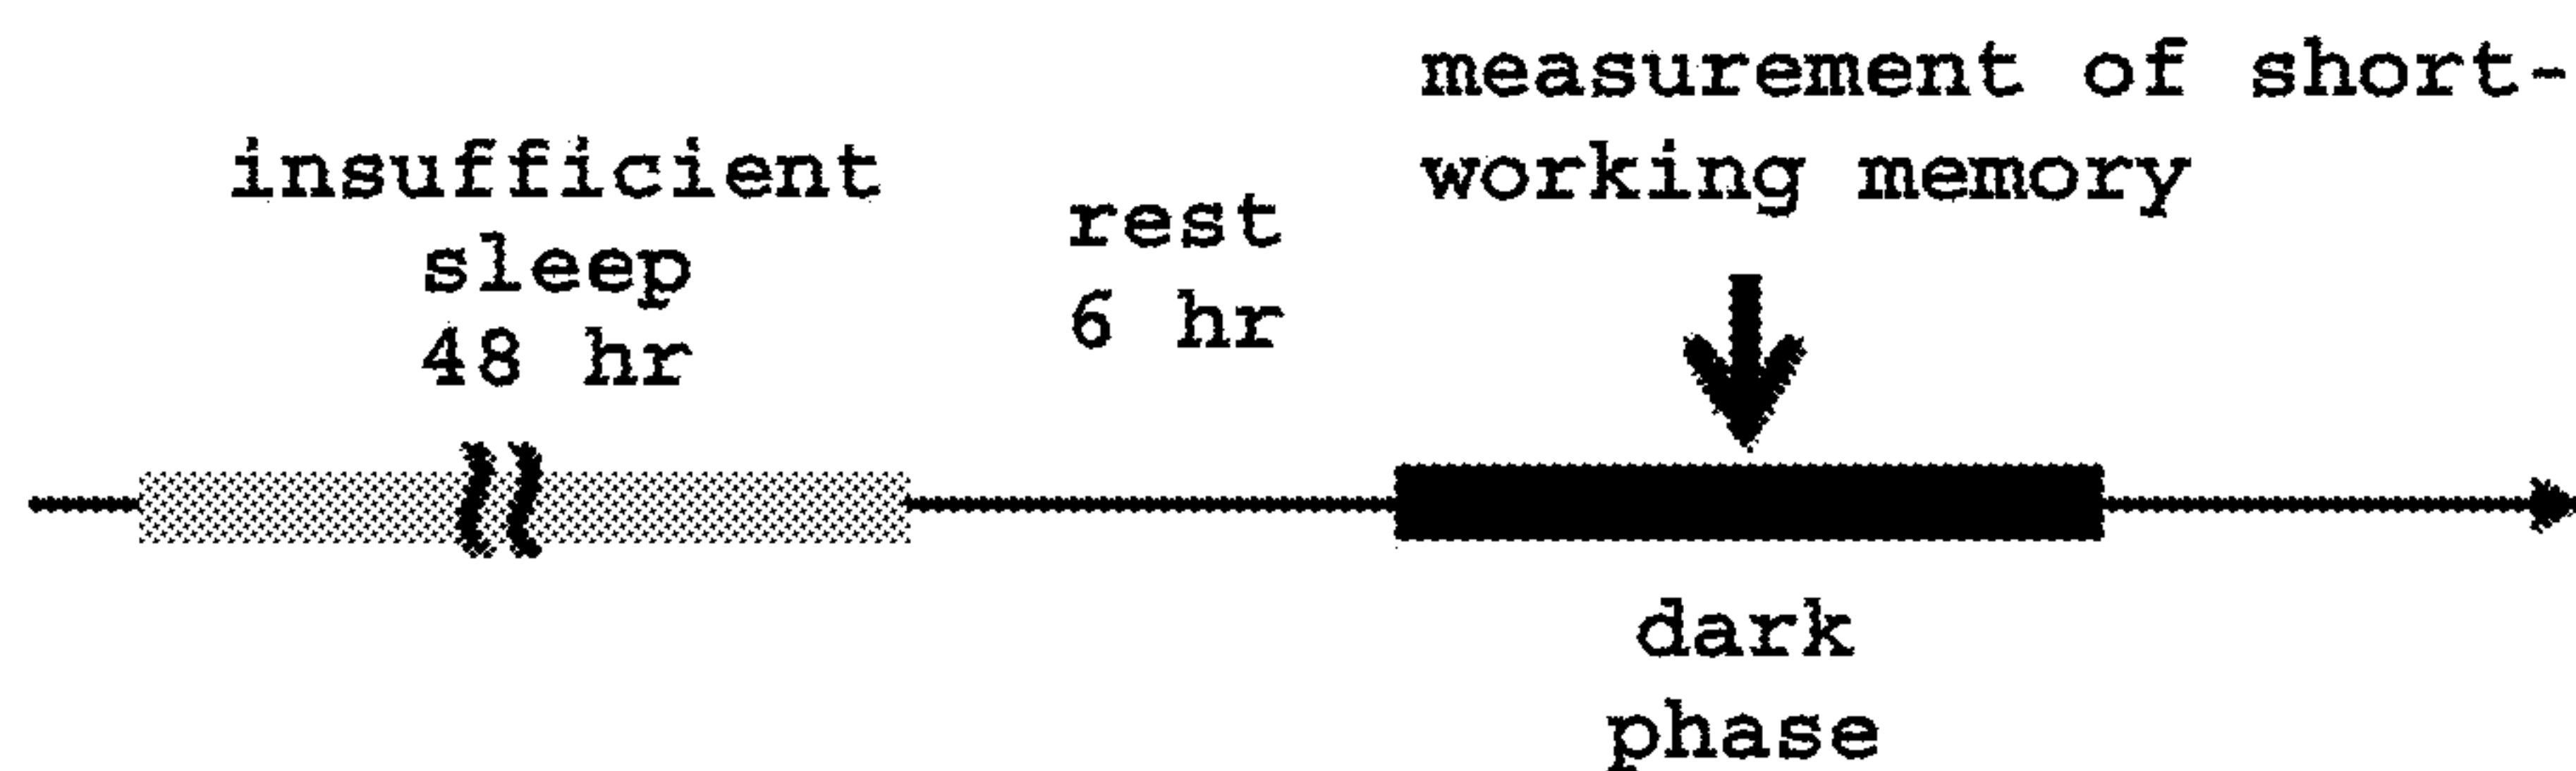 insufficient
sleep
48 hr
rest
6 hr
measurement of short-
working memory
dark
phase